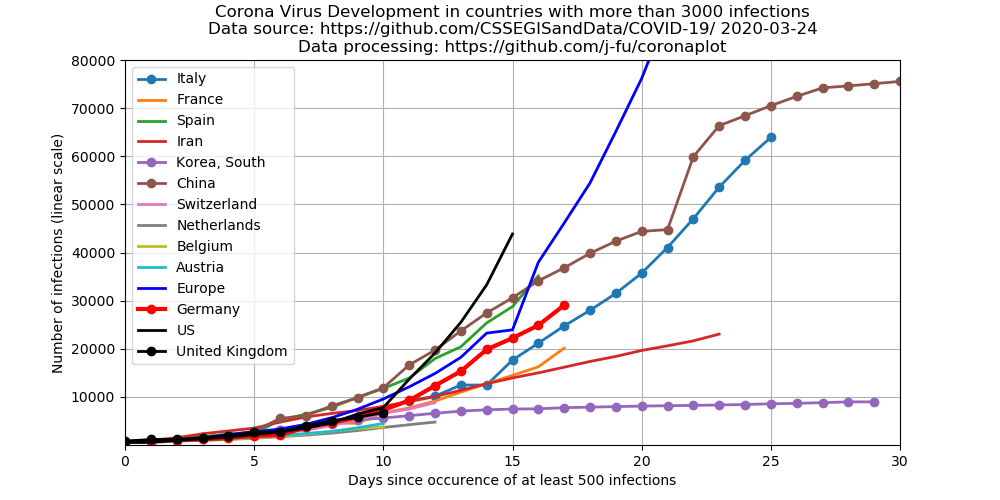 Corona Virus Development in countries with more than 3000 infections
Data source: https://github.com/CSSEGISandData/COVID-19/ 2020-03-24
Data processing: https://github.com/j-fu/coronaplot
Number of infections (linear scale)
80000
70000
60000
50000
40000
30000
20000
10000
Italy
France
Spain
Iran
Korea, South
China
Switzerland
Netherlands
Belgium
Austria
Europe
Germany
US
United Kingdom
0 5 10 15 20 25 30
Days since occurence of at least 500 infections